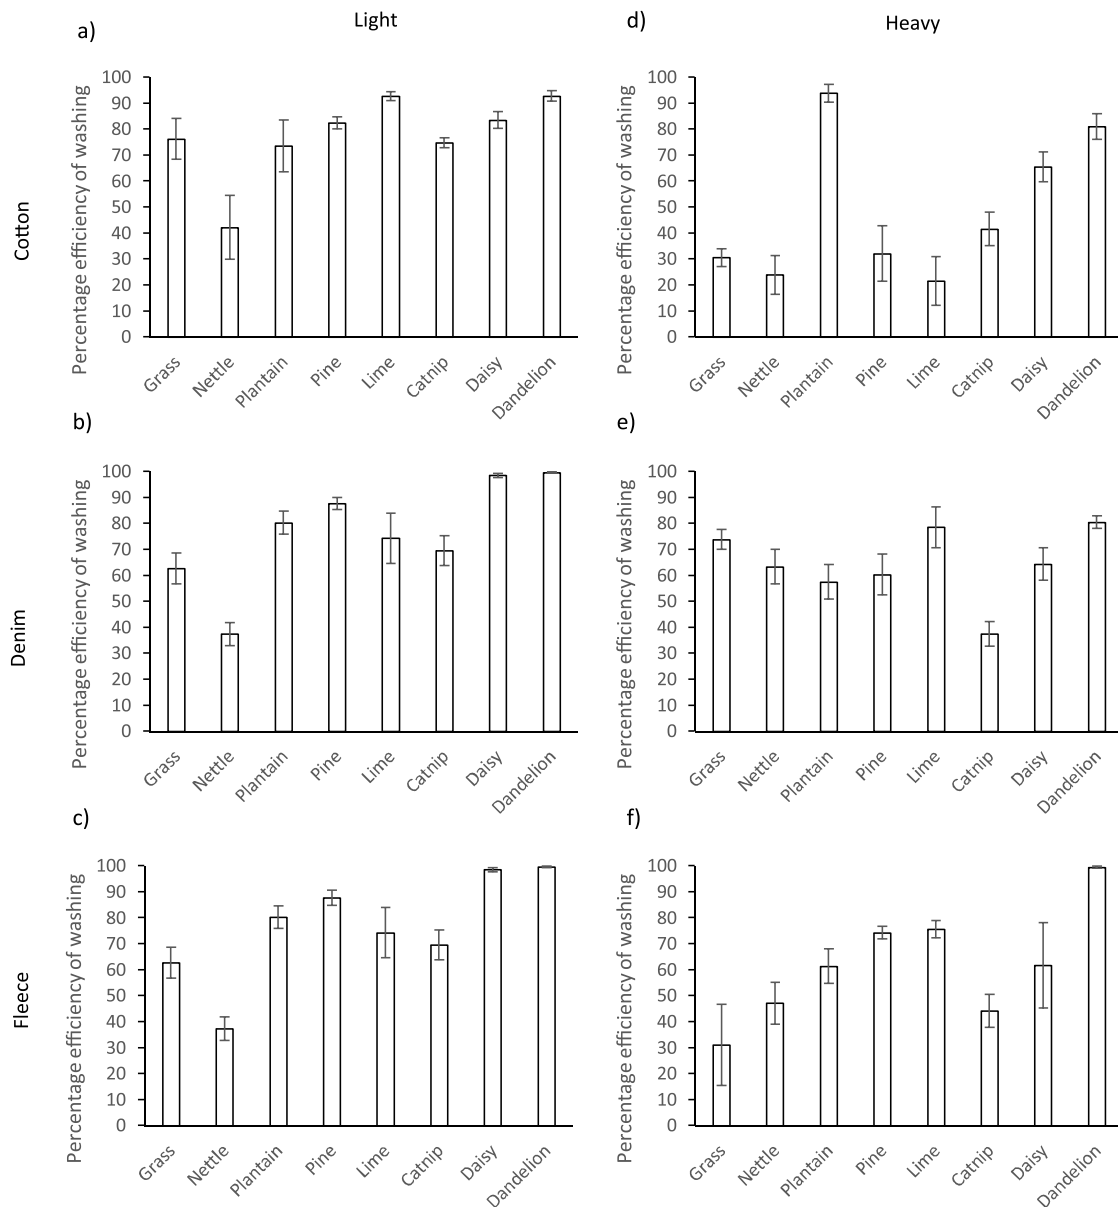 Light
Heavy
a)
d)
Cotton
Percentage efficiency of washing
100
90
80
70
60
50
40
30
20
10
0
Grass
Nettle
Plantain
Pine
Lime
Catnip
Daisy
Dandelion
Percentage efficiency of washing
100
90
80
70
60
50
40
30
20
10
0
Grass
Nettle
Plantain
Pine
Lime
Catnip
Daisy
Dandelion
b)
e)
Denim
Percentage efficiency of washing
100
90
80
70
60
50
40
30
20
10
0
Grass
Nettle
Plantain
Pine
Lime
Catnip
Daisy
Dandelion
Percentage efficiency of washing
100
90
80
70
60
50
40
30
20
10
0
Grass
Nettle
Plantain
Pine
Lime
Catnip
Daisy
Dandelion
c)
f)
Fleece
Percentage efficiency of washing
100
90
80
70
60
50
40
30
20
10
0
Grass
Nettle
Plantain
Pine
Lime
Catnip
Daisy
Dandelion
Percentage efficiency of washing
100
90
80
70
60
50
40
30
20
10
0
Grass
Nettle
Plantain
Pine
Lime
Catnip
Daisy
Dandelion